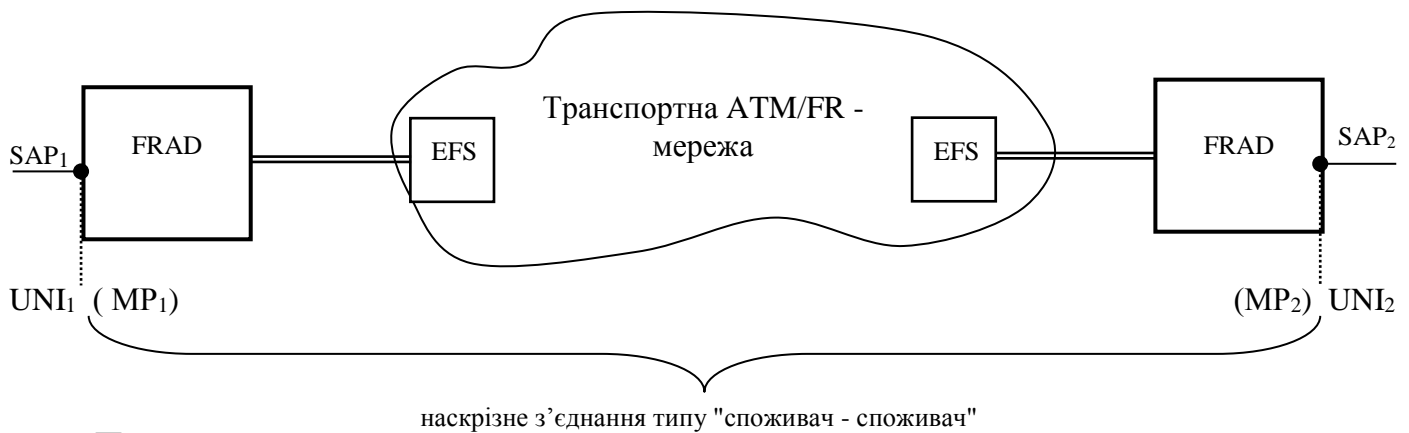 Транспортна ATM/FR -
мережа
SAP₁
FRAD
EFS
EFS
FRAD
SAP₂
UNI₁ ( MP₁)
(MP₂) UNI₂
наскрізне з’єднання типу "споживач - споживач"